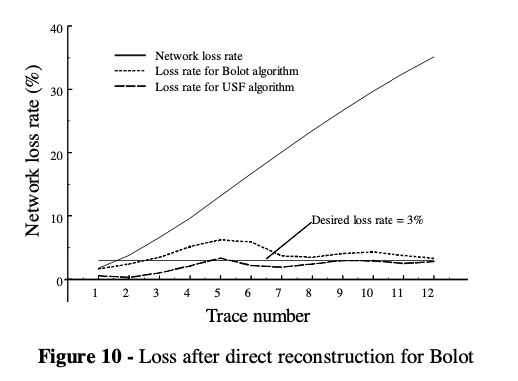 40
30
20
10
0
Network loss rate (%)
Network loss rate
Loss rate for Bolot algorithm
Loss rate for USF algorithm
Desired loss rate = 3%
1 2 3 4 5 6 7 8 9 10 11 12
Trace number
Figure 10 - Loss after direct reconstruction for Bolot